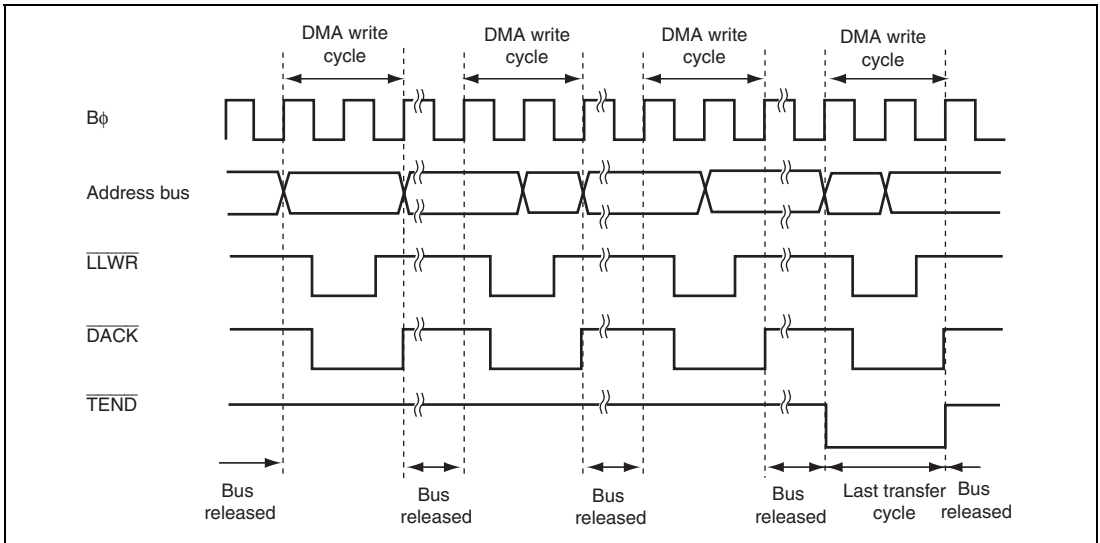 DMA write
cycle
DMA write
cycle
DMA write
cycle
DMA write
cycle
Bϕ
Address bus
LLWR
DACK
TEND
Bus
released
Bus
released
Bus
released
Bus
released
Last transfer
cycle
Bus
released